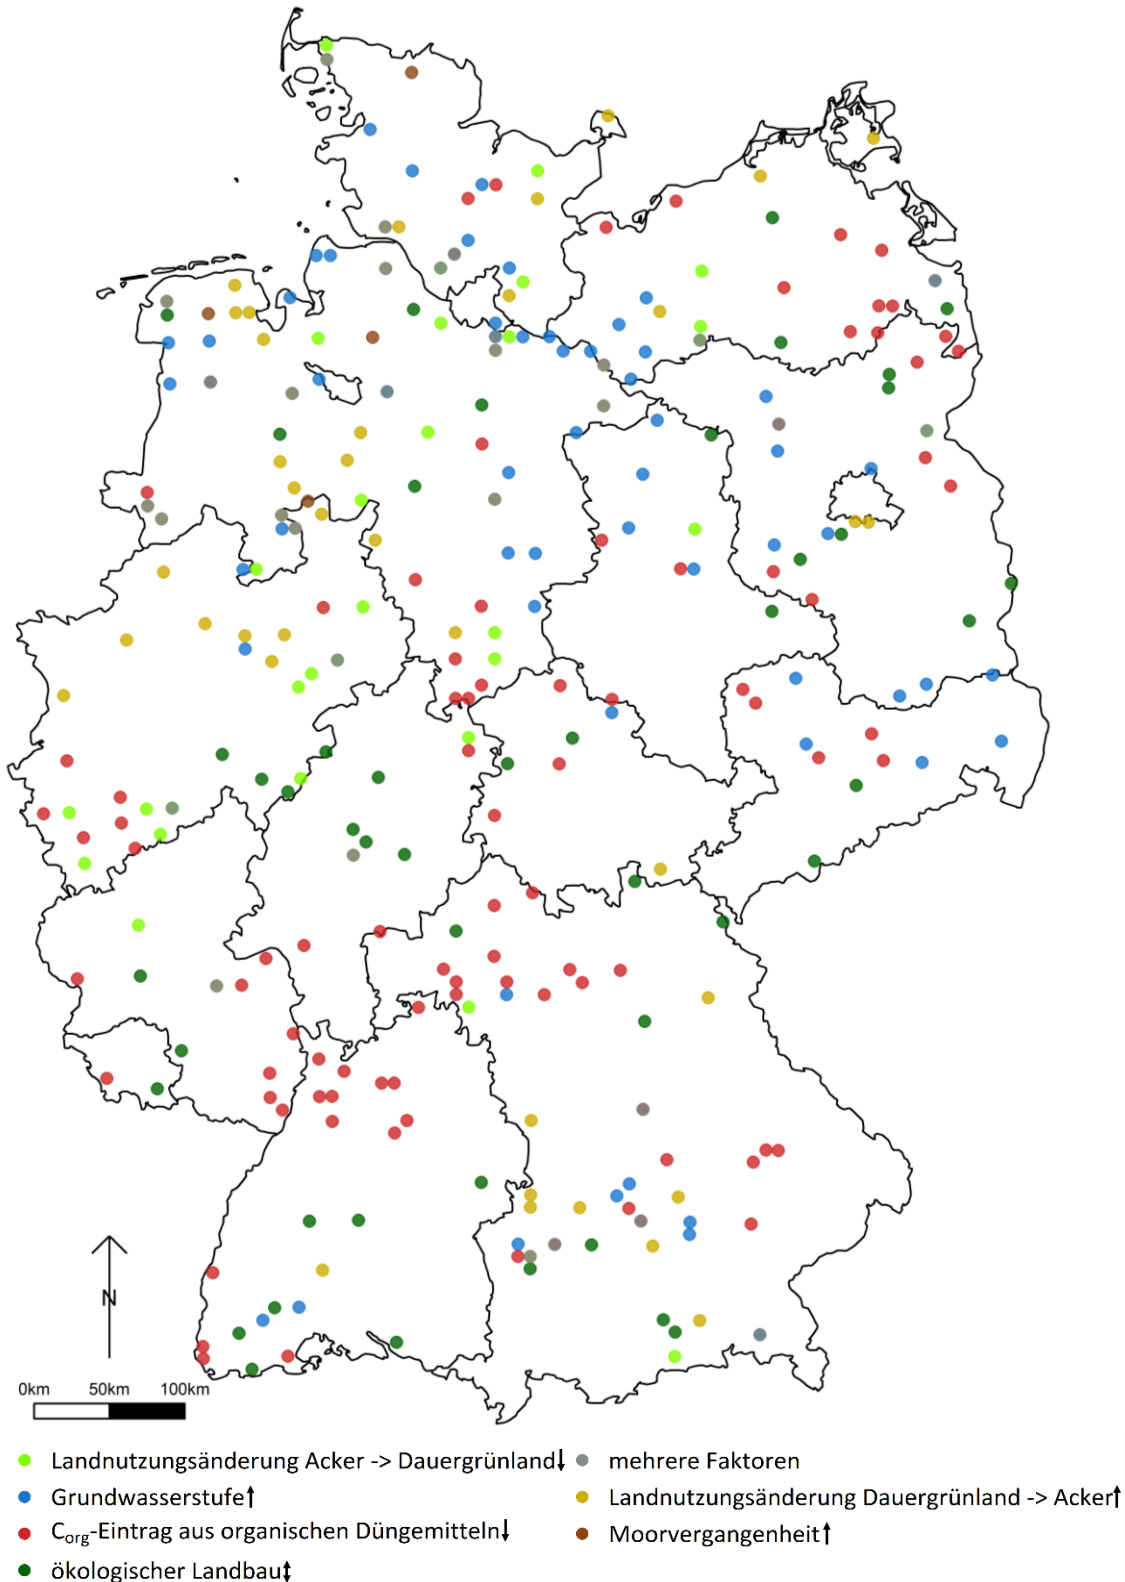 N
0km 50km 100km
Landnutzungsänderung Acker -> Dauergrünland↓ mehrere Faktoren
Grundwasserstufe↑ Landnutzungsänderung Dauergrünland -> Acker↑
Corg-Eintrag aus organischen Düngemitteln↓ Moorvergangenheit↑
ökologischer Landbau↕